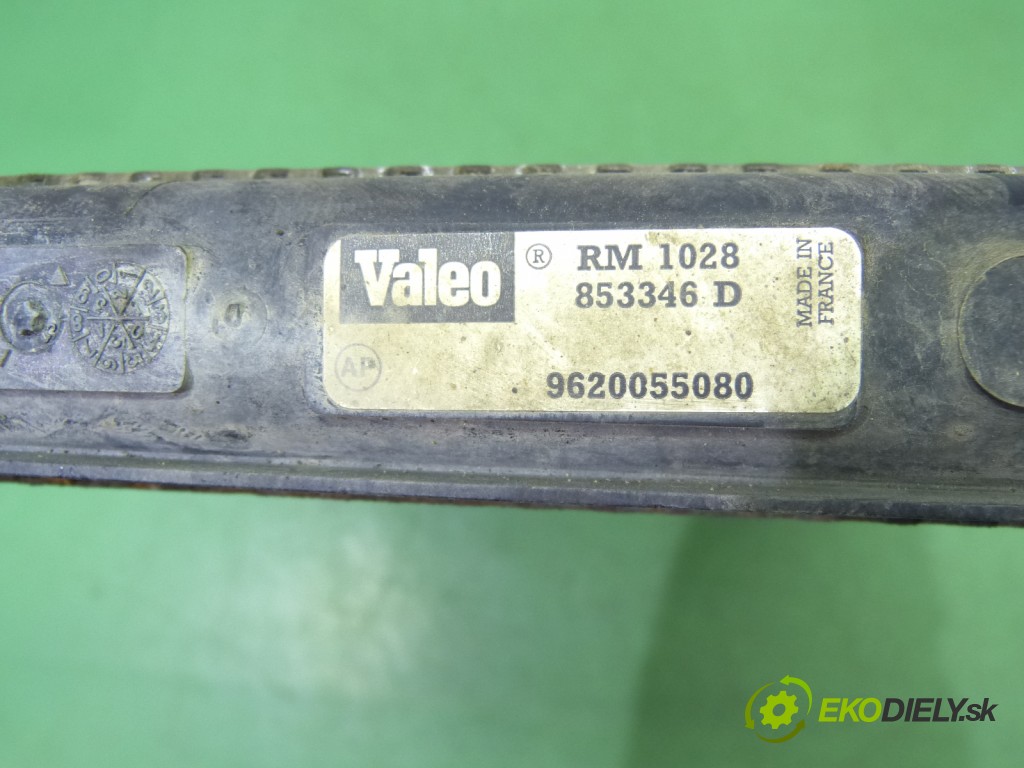 Valeo ® RM 1028
853346 D
MADE IN
FRANCE
AP
9620055080
EKODIELY.sk